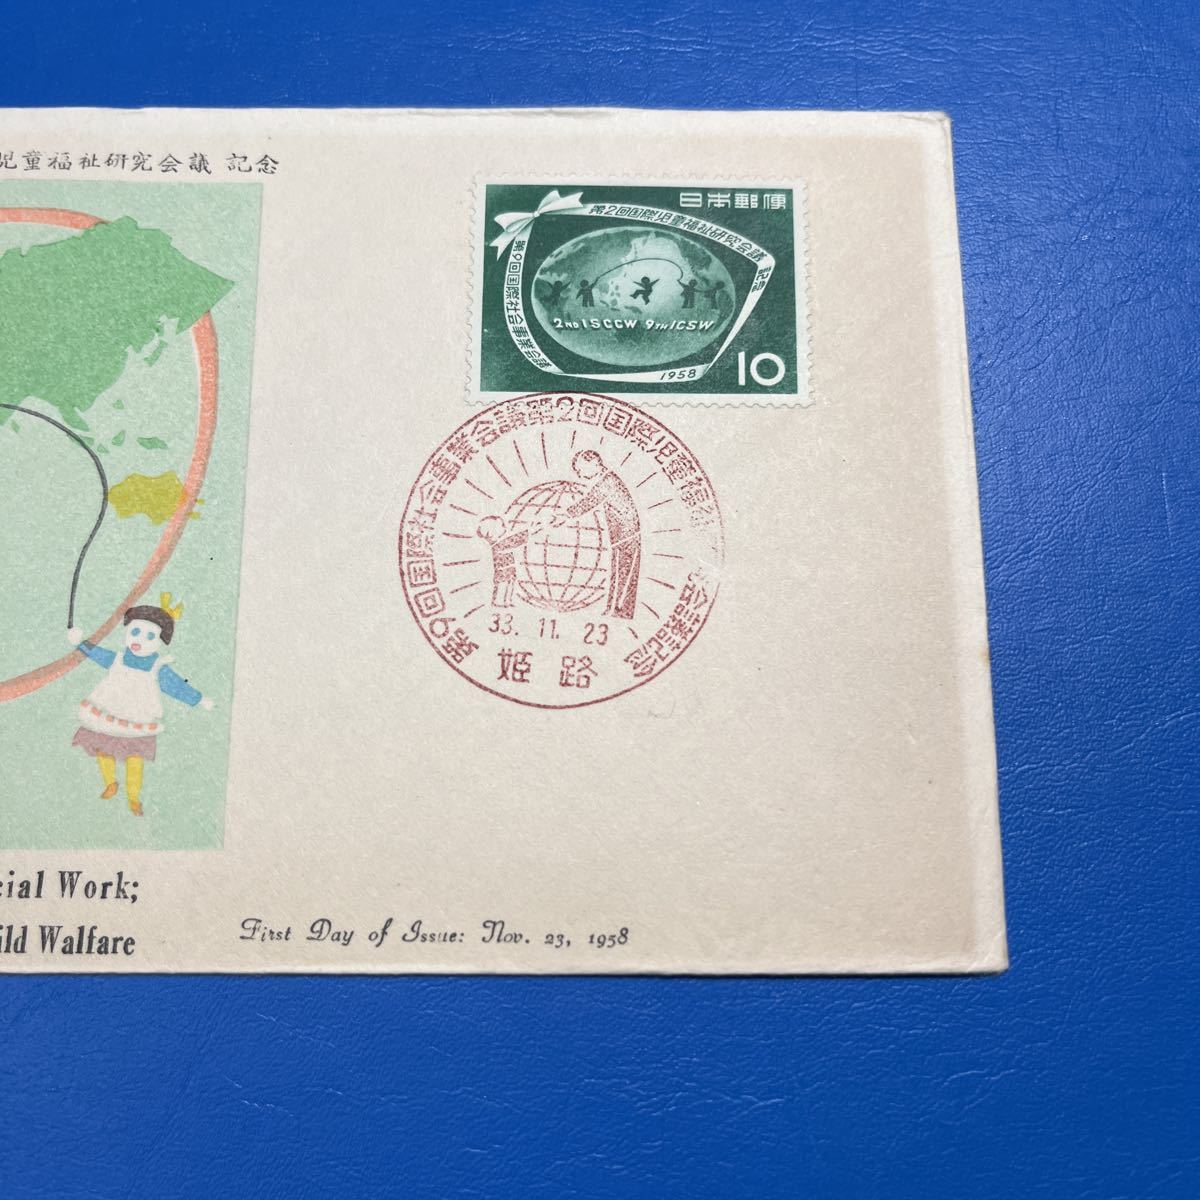 児童福祉研究会議 記念
日本郵便
第2回国際児童福祉研究会議 記念
第9回国際社会事業会議
2ND ISCCW 9TH ICSW
1958
10
第9回国際社会事業会議第2回国際児童福祉
会議記念
33. 11. 23
姫路
cial Work;
ild Walfare
First Day of Issue: Nov. 23, 1958